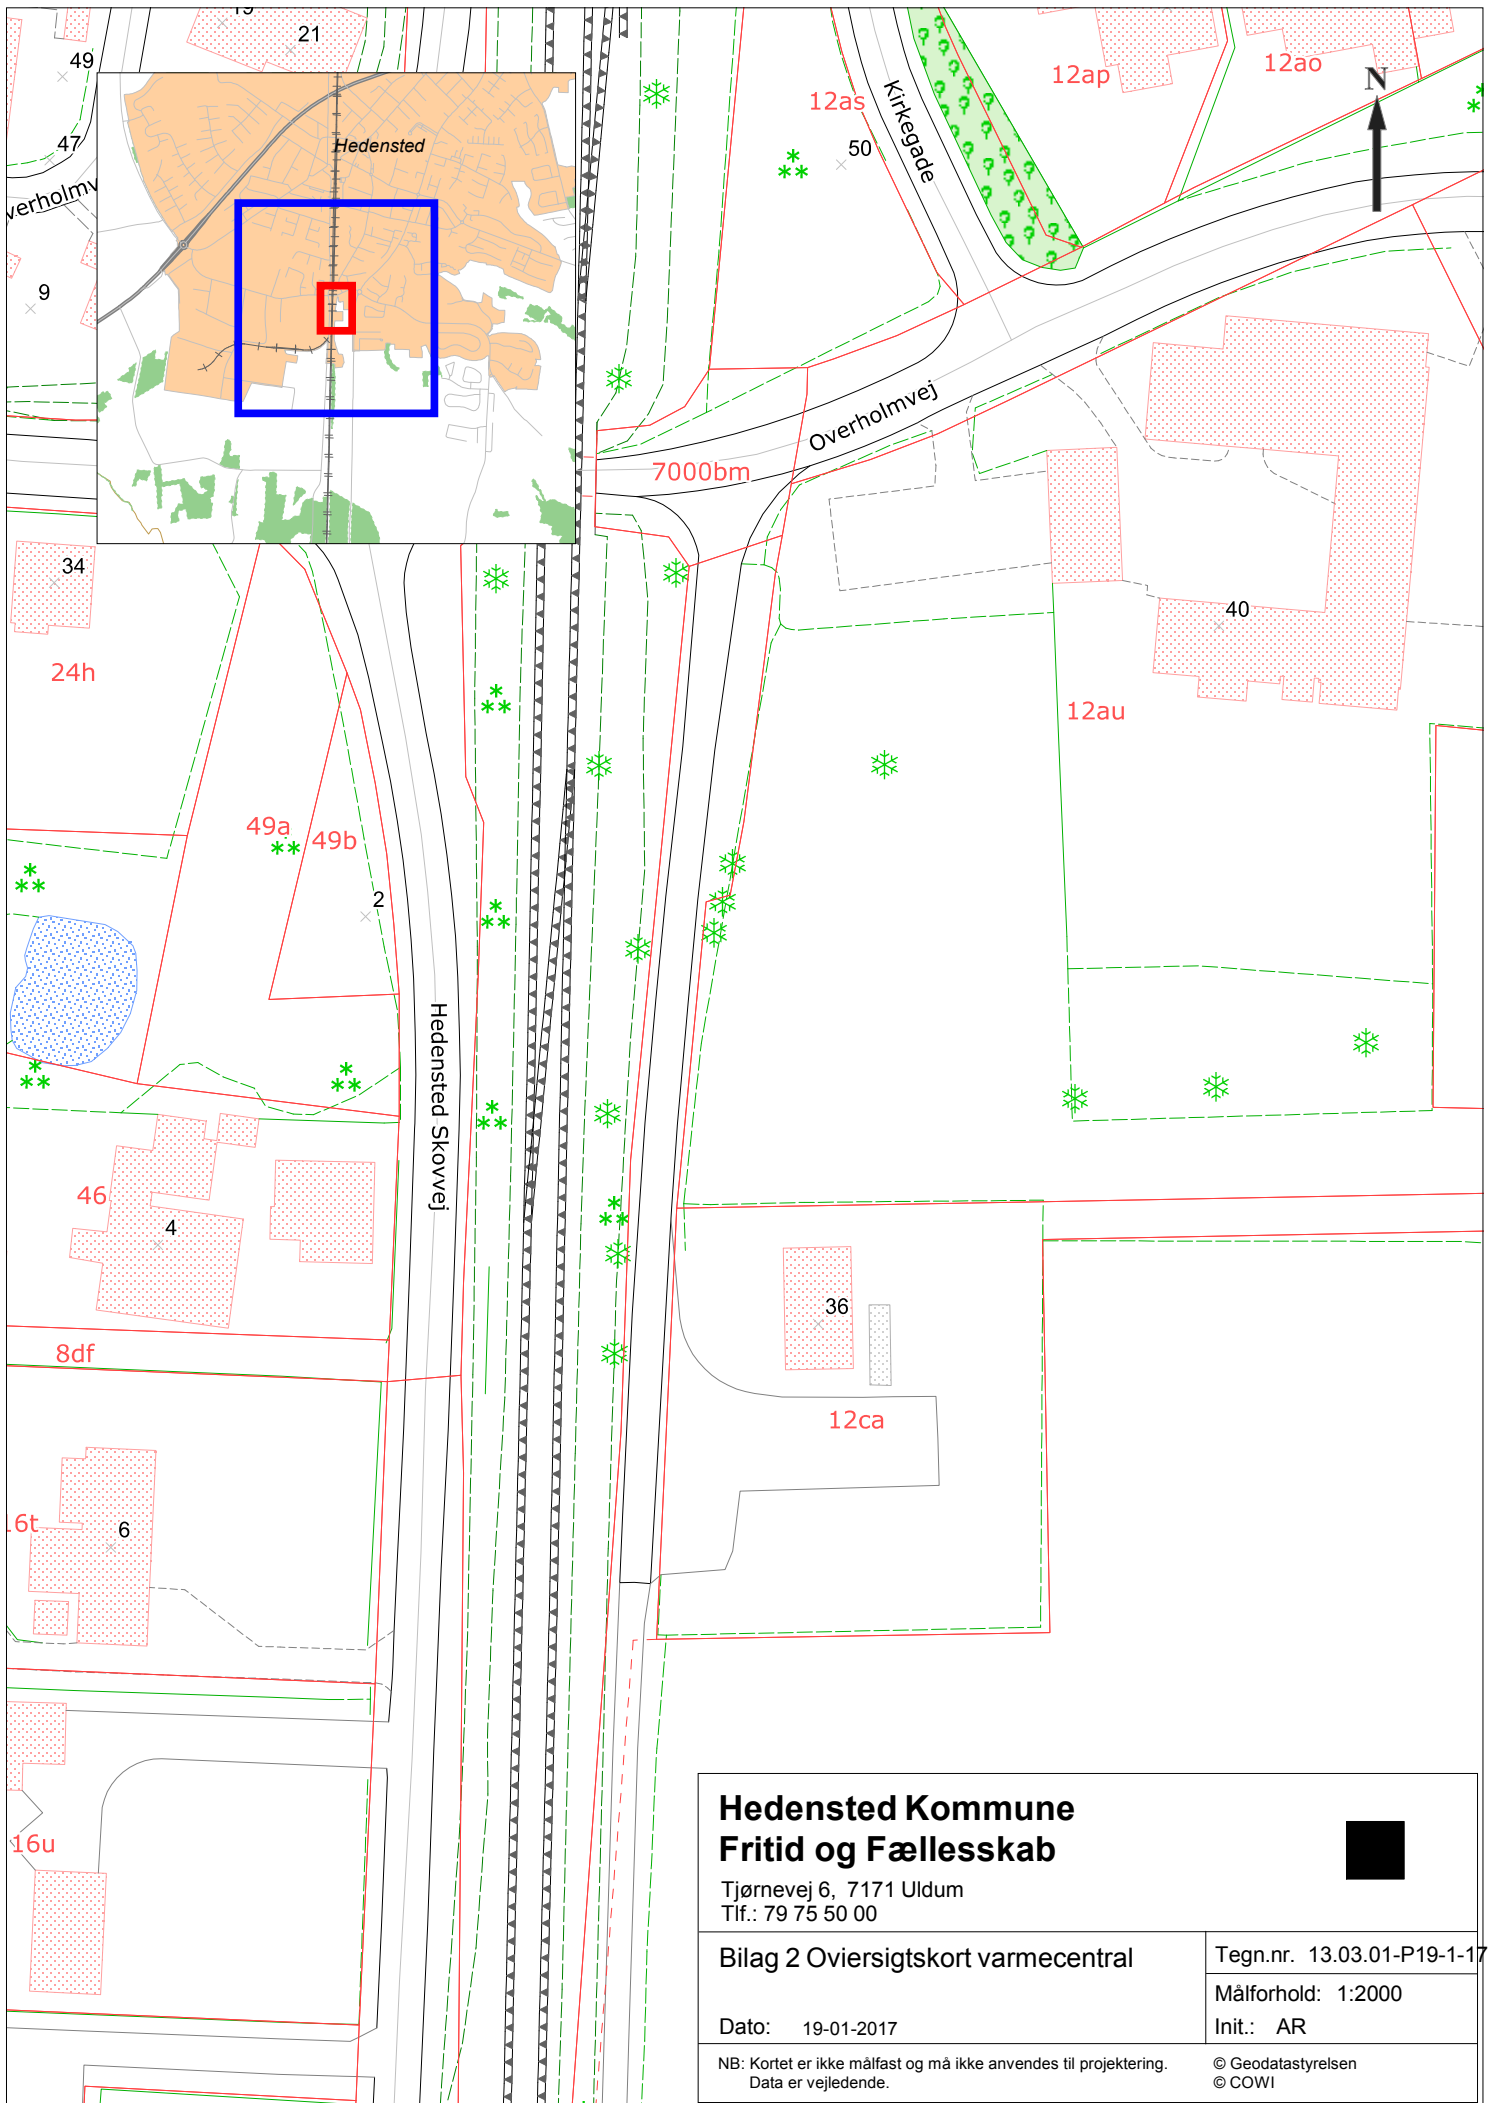 21
49
47
9
Hedensted
12as
50
Kirkegade
12ap
12ao
N
Overholmvej
7000bm
34
24h
40
12au
49a
49b
2
Hedensted Skovvej
46
4
8df
36
12ca
6
16u
Hedensted Kommune
Fritid og Fællesskab
Tjørnevej 6, 7171 Uldum
Tlf.: 79 75 50 00
Bilag 2 Oviersigtskort varmecentral
Tegn.nr. 13.03.01-P19-1-17
Målforhold: 1:2000
Dato: 19-01-2017
Init.: AR
NB: Kortet er ikke målfast og må ikke anvendes til projektering.
Data er vejledende.
© Geodatastyrelsen
© COWI